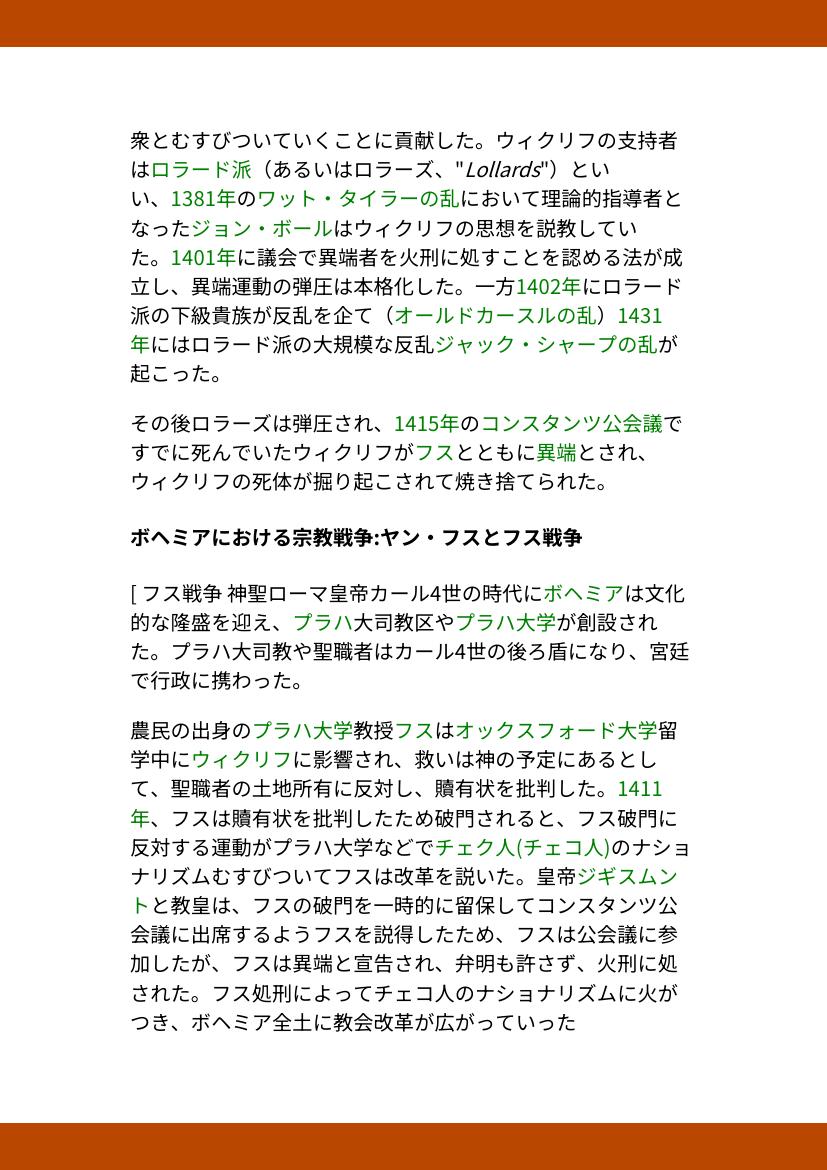 衆とむすびついていくことに貢献した。ウィクリフの支持者
はロラード派（あるいはロラーズ、"Lollards"）とい
い、1381年のワット・タイラーの乱において理論的指導者と
なったジョン・ボールはウィクリフの思想を説教してい
た。1401年に議会で異端者を火刑に処すことを認める法が成
立し、異端運動の弾圧は本格化した。一方1402年にロラード
派の下級貴族が反乱を企て（オールドカースルの乱）1431
年にはロラード派の大規模な反乱ジャック・シャープの乱が
起こった。
その後ロラーズは弾圧され、1415年のコンスタンツ公会議で
すでに死んでいたウィクリフがフスとともに異端とされ、
ウィクリフの死体が掘り起こされて焼き捨てられた。
ボヘミアにおける宗教戦争:ヤン・フスとフス戦争
[ フス戦争 神聖ローマ皇帝カール4世の時代にボヘミアは文化
的な隆盛を迎え、プラハ大司教区やプラハ大学が創設され
た。プラハ大司教や聖職者はカール4世の後ろ盾になり、宮廷
で行政に携わった。
農民の出身のプラハ大学教授フスはオックスフォード大学留
学中にウィクリフに影響され、救いは神の予定にあるとし
て、聖職者の土地所有に反対し、贖有状を批判した。1411
年、フスは贖有状を批判したため破門されると、フス破門に
反対する運動がプラハ大学などでチェク人(チェコ人)のナショ
ナリズムむすびついてフスは改革を説いた。皇帝ジギスムン
トと教皇は、フスの破門を一時的に留保してコンスタンツ公
会議に出席するようフスを説得したため、フスは公会議に参
加したが、フスは異端と宣告され、弁明も許さず、火刑に処
された。フス処刑によってチェコ人のナショナリズムに火が
つき、ボヘミア全土に教会改革が広がっていった